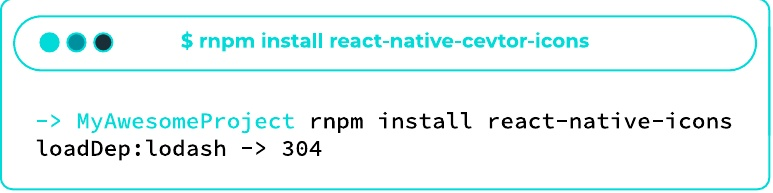 $ rnpm install react-native-cevtor-icons
-> MyAwesomeProject rnpm install react-native-icons
loadDep:lodash -> 304